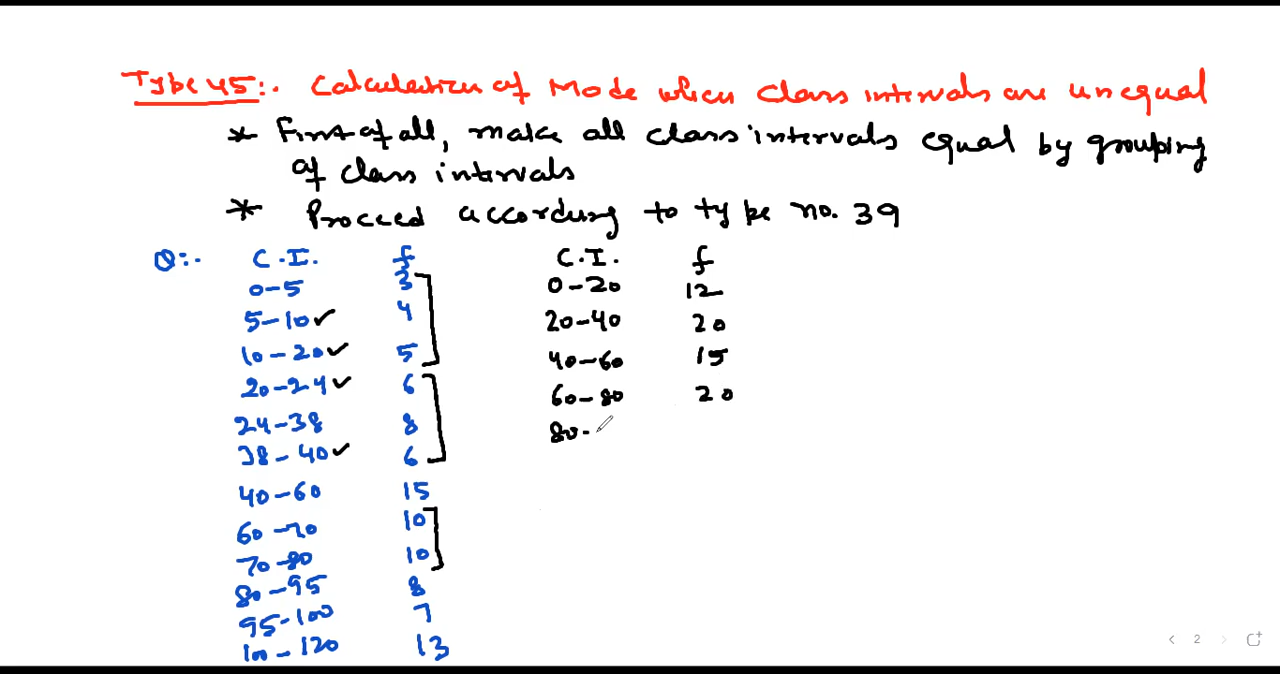 Type 45:. Calculation of Mode when class intervals are unequal
* First of all, make all class intervals equal by grouping
of class intervals
* Proceed according to type no. 39
Q:. C.I. f C.I. f
0-5 3 0-20 12
5-10 ✓ 4 20-40 20
10-20 ✓ 5 40-60 15
20-24 ✓ 6 60-80 20
24-38 8 80-
38-40 ✓ 6
40-60 15
60-70 10
70-80 10
80-95 8
95-100 7
100-120 13
< 2 >